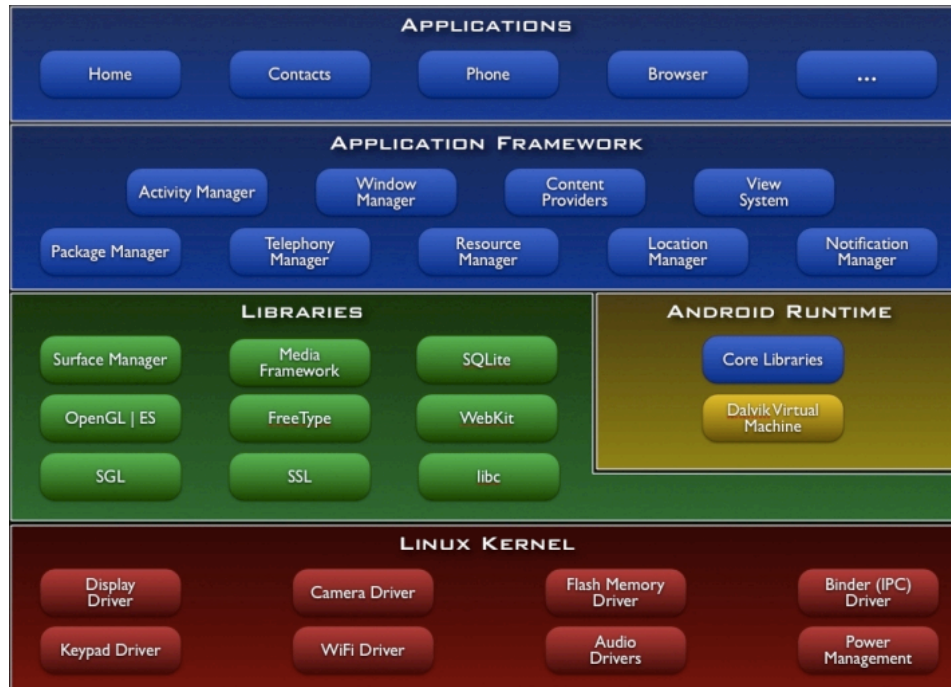 APPLICATIONS
Home
Contacts
Phone
Browser
...
APPLICATION FRAMEWORK
Activity Manager
Window
Manager
Content
Providers
View
System
Package Manager
Telephony
Manager
Resource
Manager
Location
Manager
Notification
Manager
LIBRARIES
Surface Manager
Media
Framework
SQLite
OpenGL | ES
FreeType
WebKit
SGL
SSL
libc
ANDROID RUNTIME
Core Libraries
Dalvik Virtual
Machine
LINUX KERNEL
Display
Driver
Camera Driver
Flash Memory
Driver
Binder (IPC)
Driver
Keypad Driver
WiFi Driver
Audio
Drivers
Power
Management